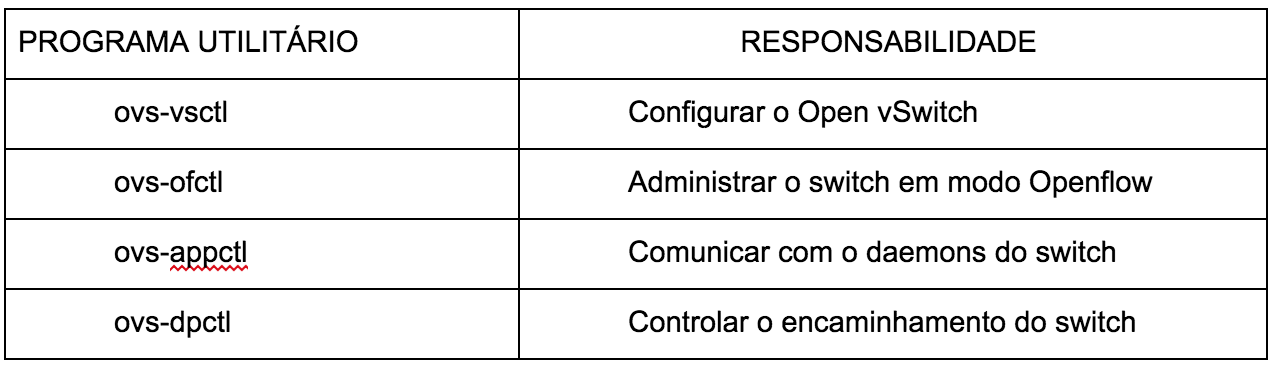 PROGRAMA UTILITÁRIO RESPONSABILIDADE
ovs-vsctl Configurar o Open vSwitch
ovs-ofctl Administrar o switch em modo Openflow
ovs-appctl Comunicar com o daemons do switch
ovs-dpctl Controlar o encaminhamento do switch